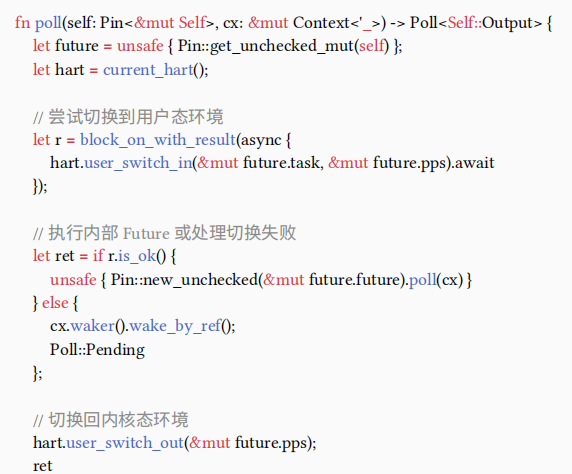 fn poll(self: Pin<&mut Self>, cx: &mut Context<'_>) -> Poll<Self::Output> {
    let future = unsafe { Pin::get_unchecked_mut(self) };
    let hart = current_hart();

    // 尝试切换到用户态环境
    let r = block_on_with_result(async {
        hart.user_switch_in(&mut future.task, &mut future.pps).await
    });

    // 执行内部 Future 或处理切换失败
    let ret = if r.is_ok() {
        unsafe { Pin::new_unchecked(&mut future.future).poll(cx) }
    } else {
        cx.waker().wake_by_ref();
        Poll::Pending
    };

    // 切换回内核态环境
    hart.user_switch_out(&mut future.pps);
    ret